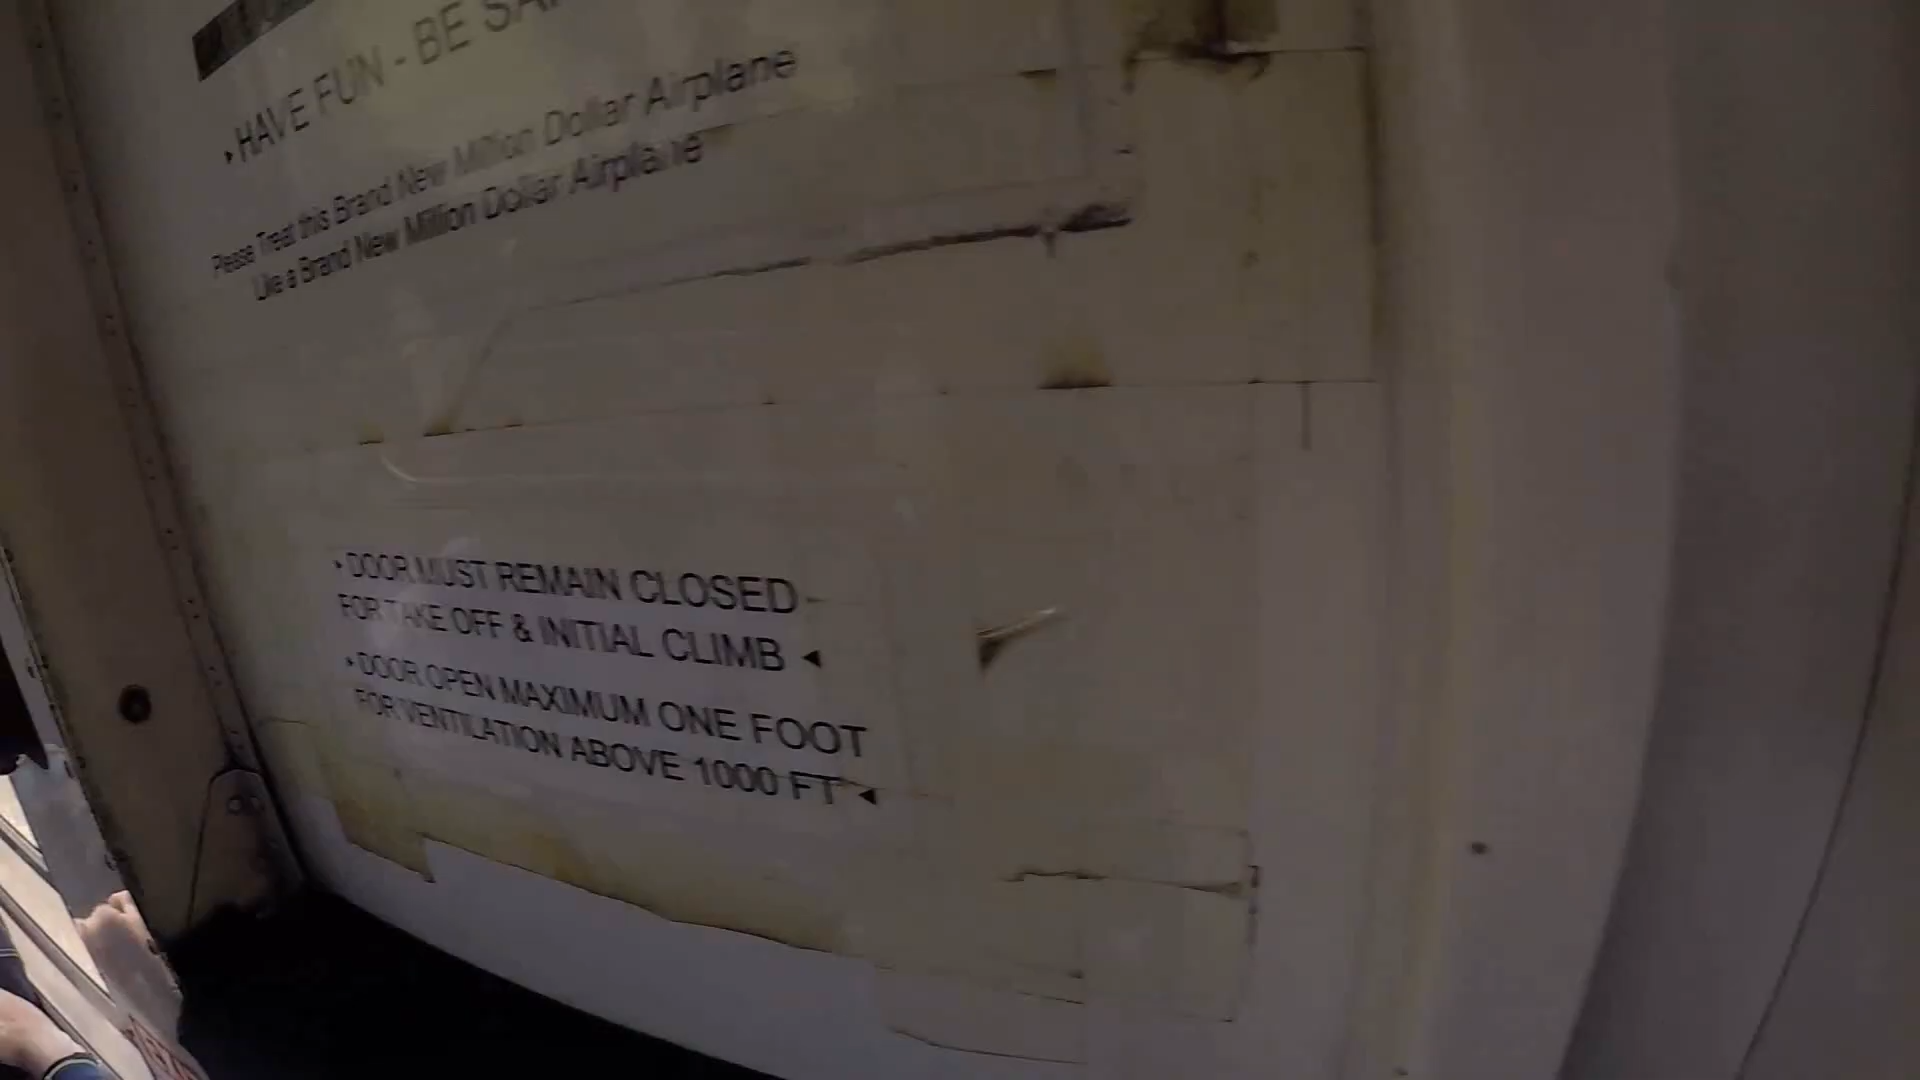 HAVE FUN - BE
Please Treat this Brand New Million Dollar Airplane
Like a Brand New Million Dollar Airplane
DOOR MUST REMAIN CLOSED
FOR TAKE OFF & INITIAL CLIMB
DOOR OPEN MAXIMUM ONE FOOT
FOR VENTILATION ABOVE 1000 FT